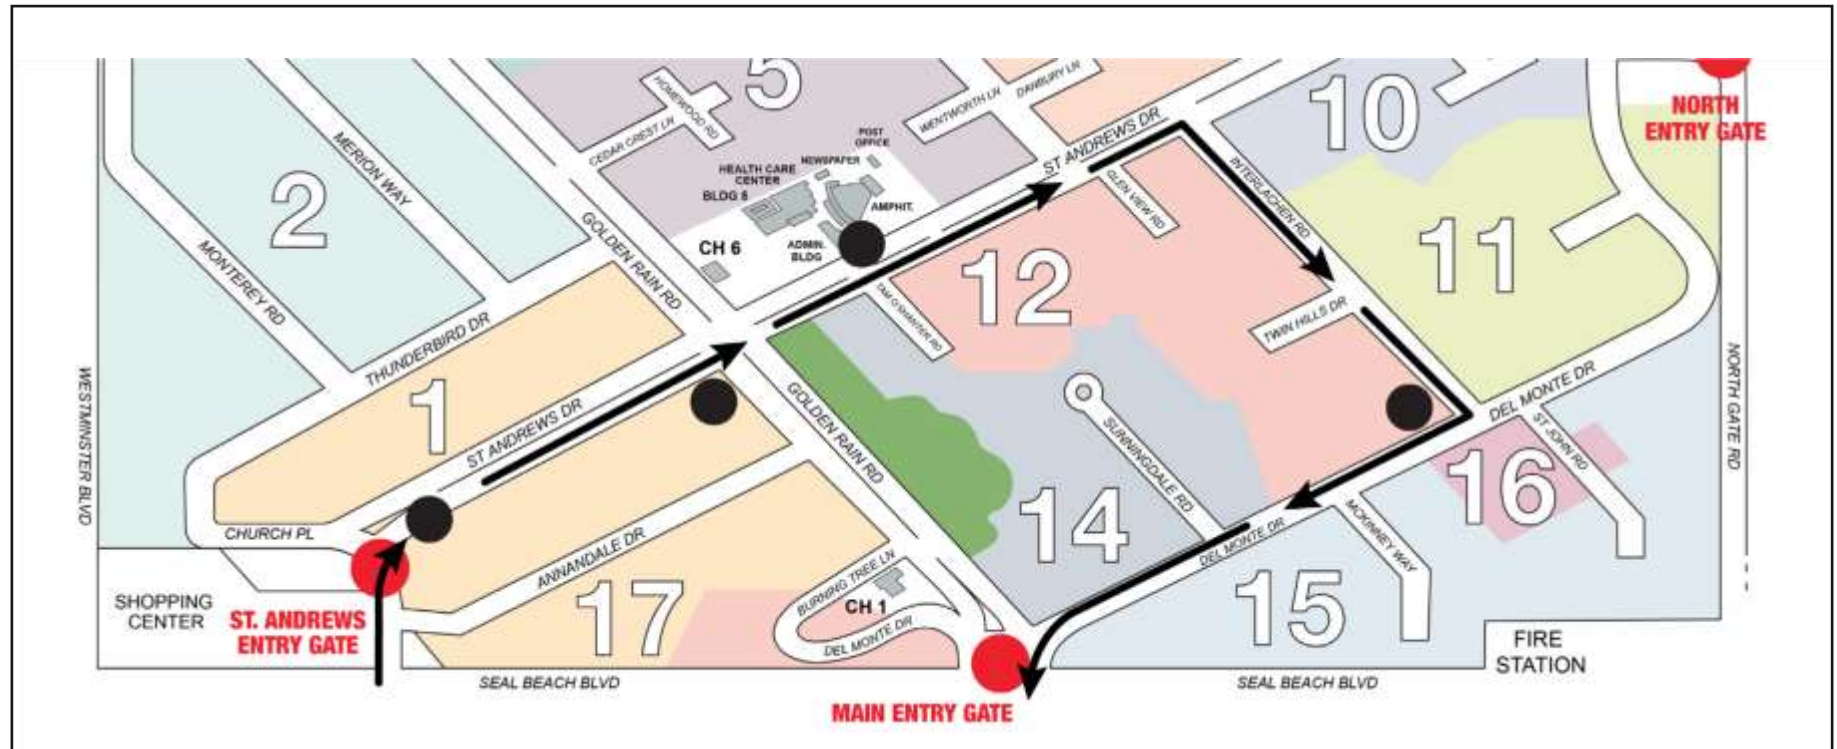 5
10
NORTH
ENTRY GATE
HOMEWOOD RD
CEDAR CREST LN
WENTWORTH LN
DANBURY LN
ST ANDREWS DR
POST
OFFICE
NEWSPAPER
HEALTH CARE
CENTER
BLDG 5
AMPHIT.
ADMIN.
BLDG
CH 6
MERION WAY
2
MONTEREY RD
GOLDEN RAIN RD
GLEN VIEW RD
INTERLACHEN RD
11
12
TAM O'SHANTER RD
TWIN HILLS DR
THUNDERBIRD DR
WESTMINSTER BLVD
1
ST ANDREWS DR
GOLDEN RAIN RD
SUNNINGDALE RD
DEL MONTE DR
ST JOHN RD
NORTH GATE RD
16
14
CHURCH PL
ANNANDALE DR
DEL MONTE DR
MCKINNEY WAY
BURNING TREE LN
CH 1
DEL MONTE DR
17
15
SHOPPING
CENTER
ST. ANDREWS
ENTRY GATE
FIRE
STATION
SEAL BEACH BLVD
SEAL BEACH BLVD
MAIN ENTRY GATE